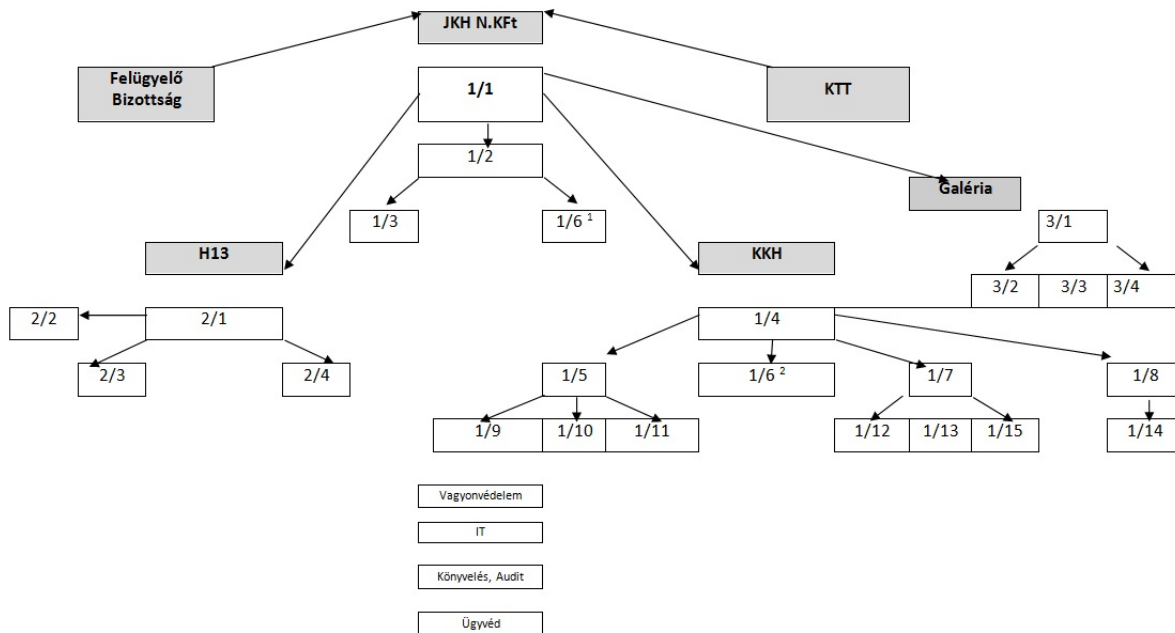 JKH N.KFt
Felügyelő
Bizottság
1/1
KTT
1/2
Galéria
1/3
1/6 1
3/1
H13
KKH
3/2
3/3
3/4
2/2
2/1
1/4
2/3
2/4
1/5
1/6 2
1/7
1/8
1/9
1/10
1/11
1/12
1/13
1/15
1/14
Vagyonvédelem
IT
Könyvelés, Audit
Ügyvéd